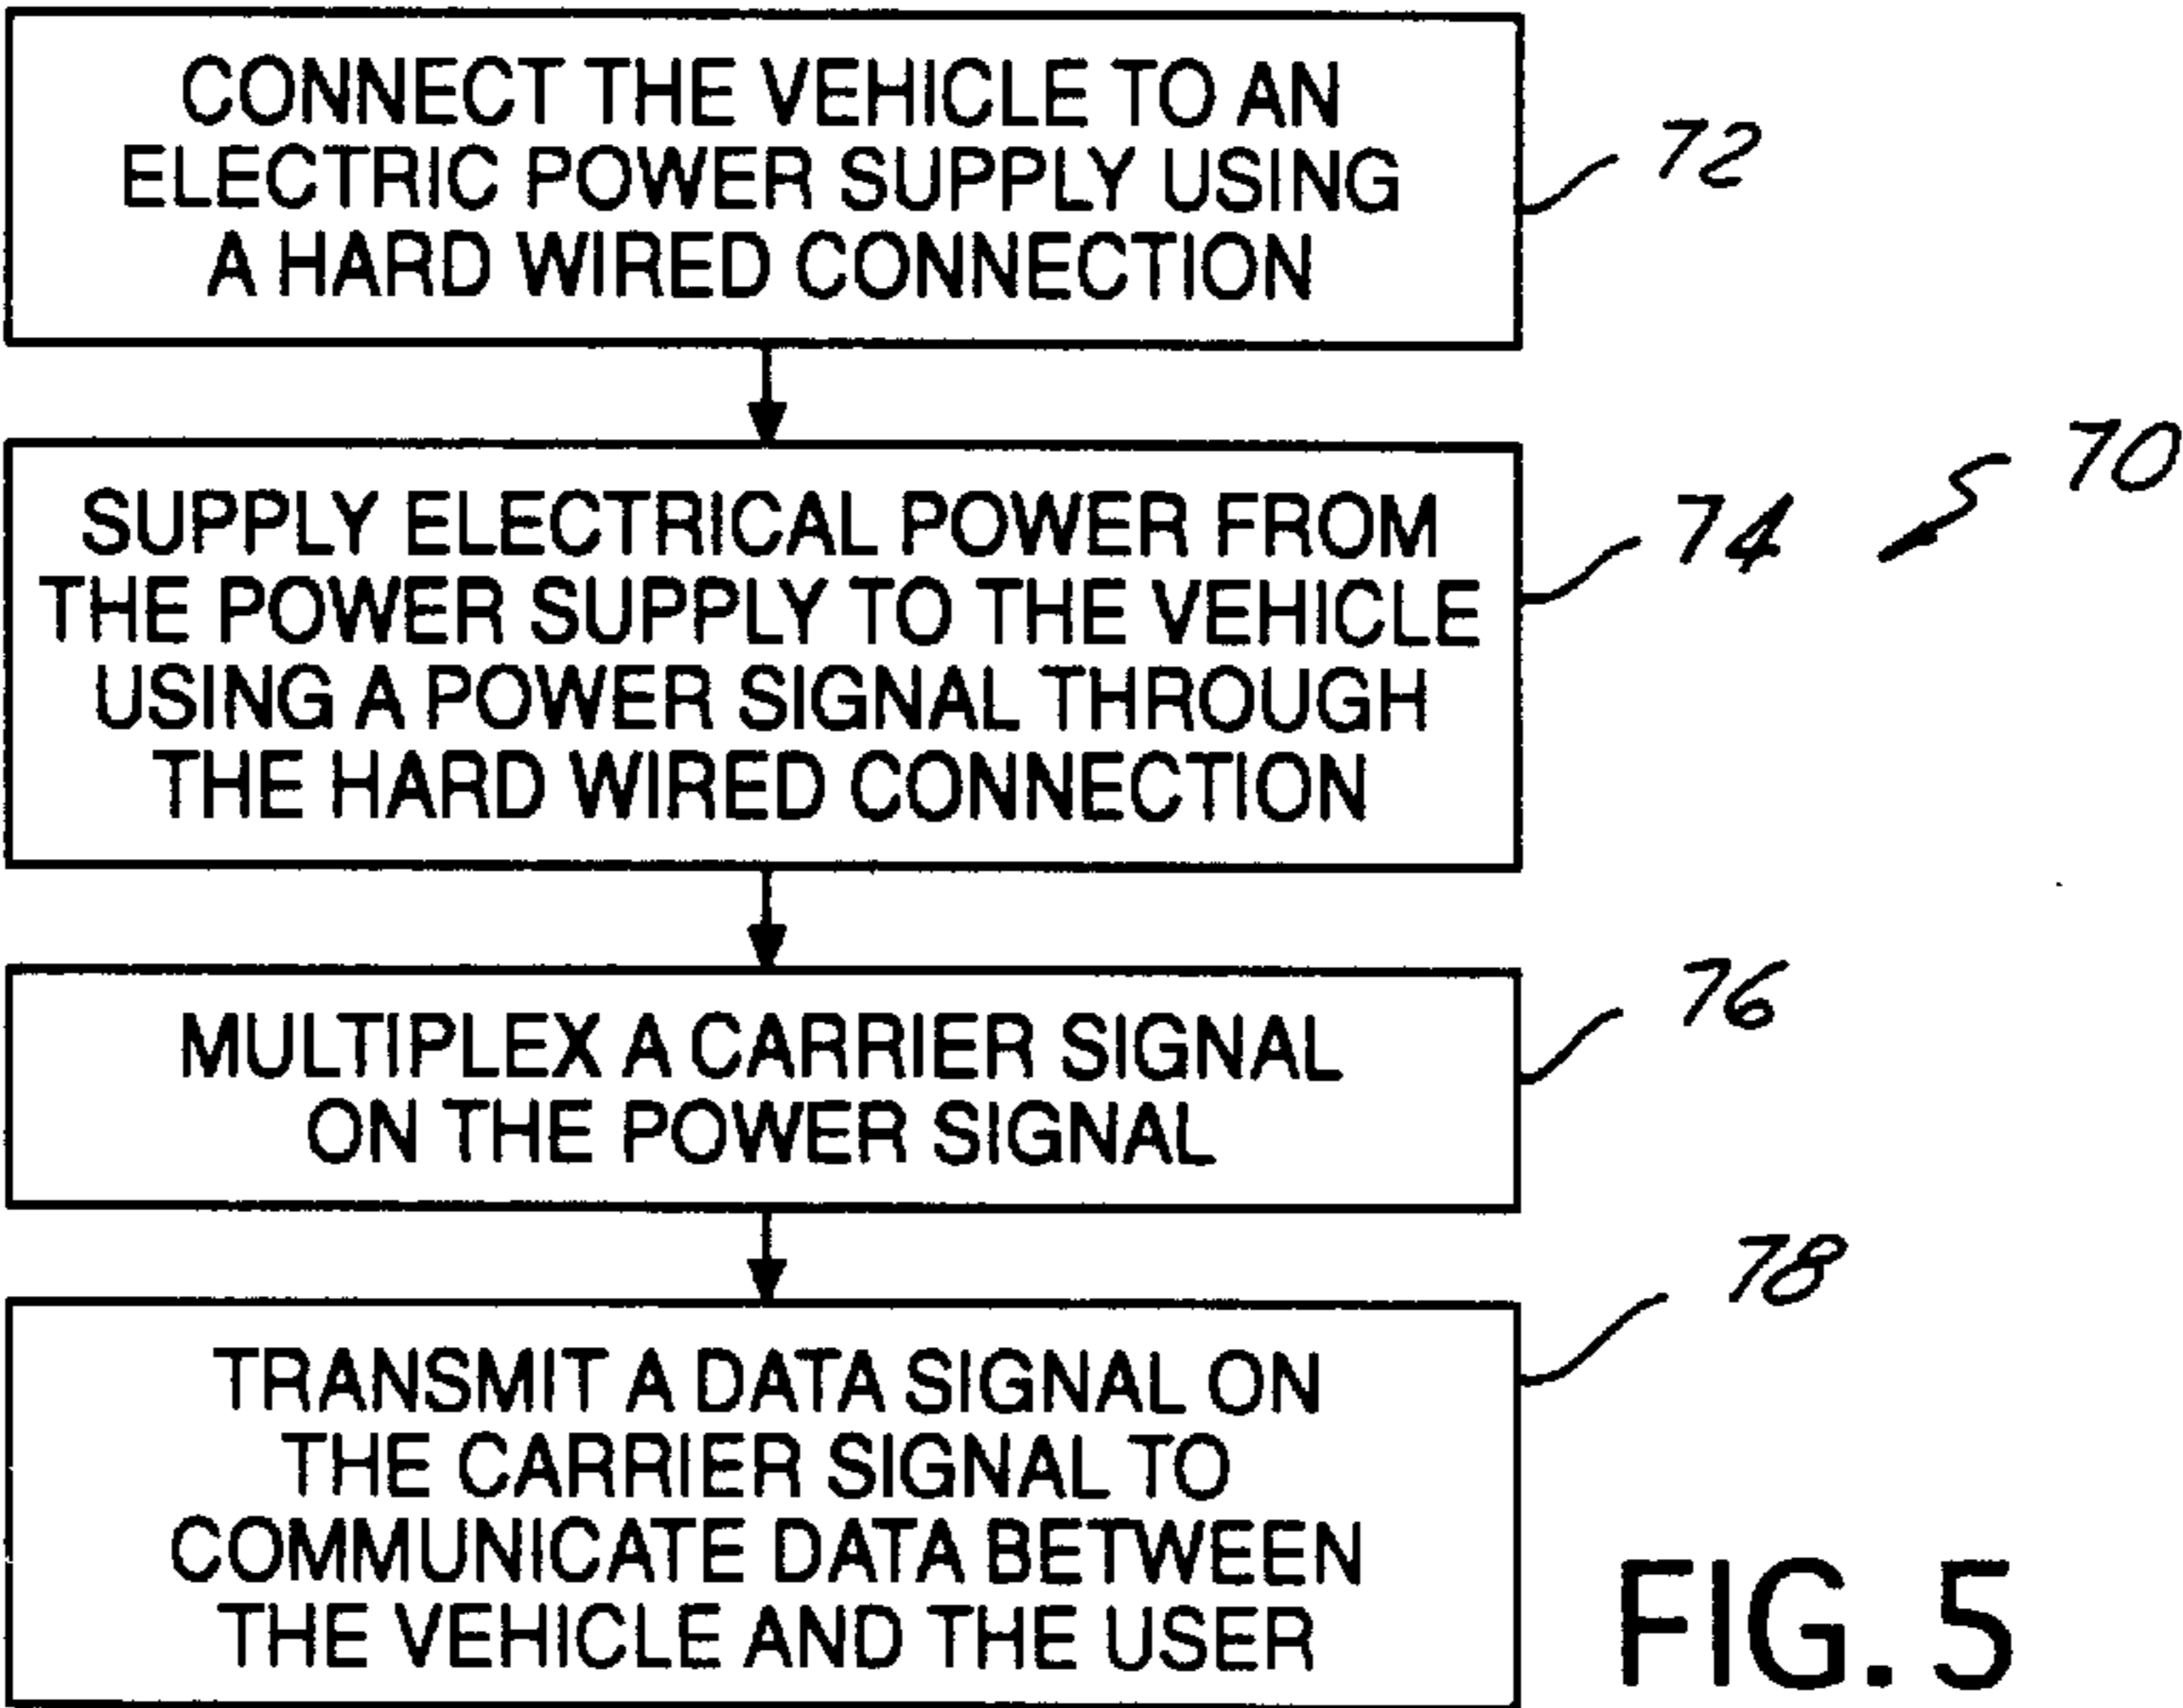 CONNECT THE VEHICLE TO AN
ELECTRIC POWER SUPPLY USING
A HARD WIRED CONNECTION
72
SUPPLY ELECTRICAL POWER FROM
THE POWER SUPPLY TO THE VEHICLE
USING A POWER SIGNAL THROUGH
THE HARD WIRED CONNECTION
74
70
MULTIPLEX A CARRIER SIGNAL
ON THE POWER SIGNAL
76
TRANSMIT A DATA SIGNAL ON
THE CARRIER SIGNAL TO
COMMUNICATE DATA BETWEEN
THE VEHICLE AND THE USER
78
FIG. 5